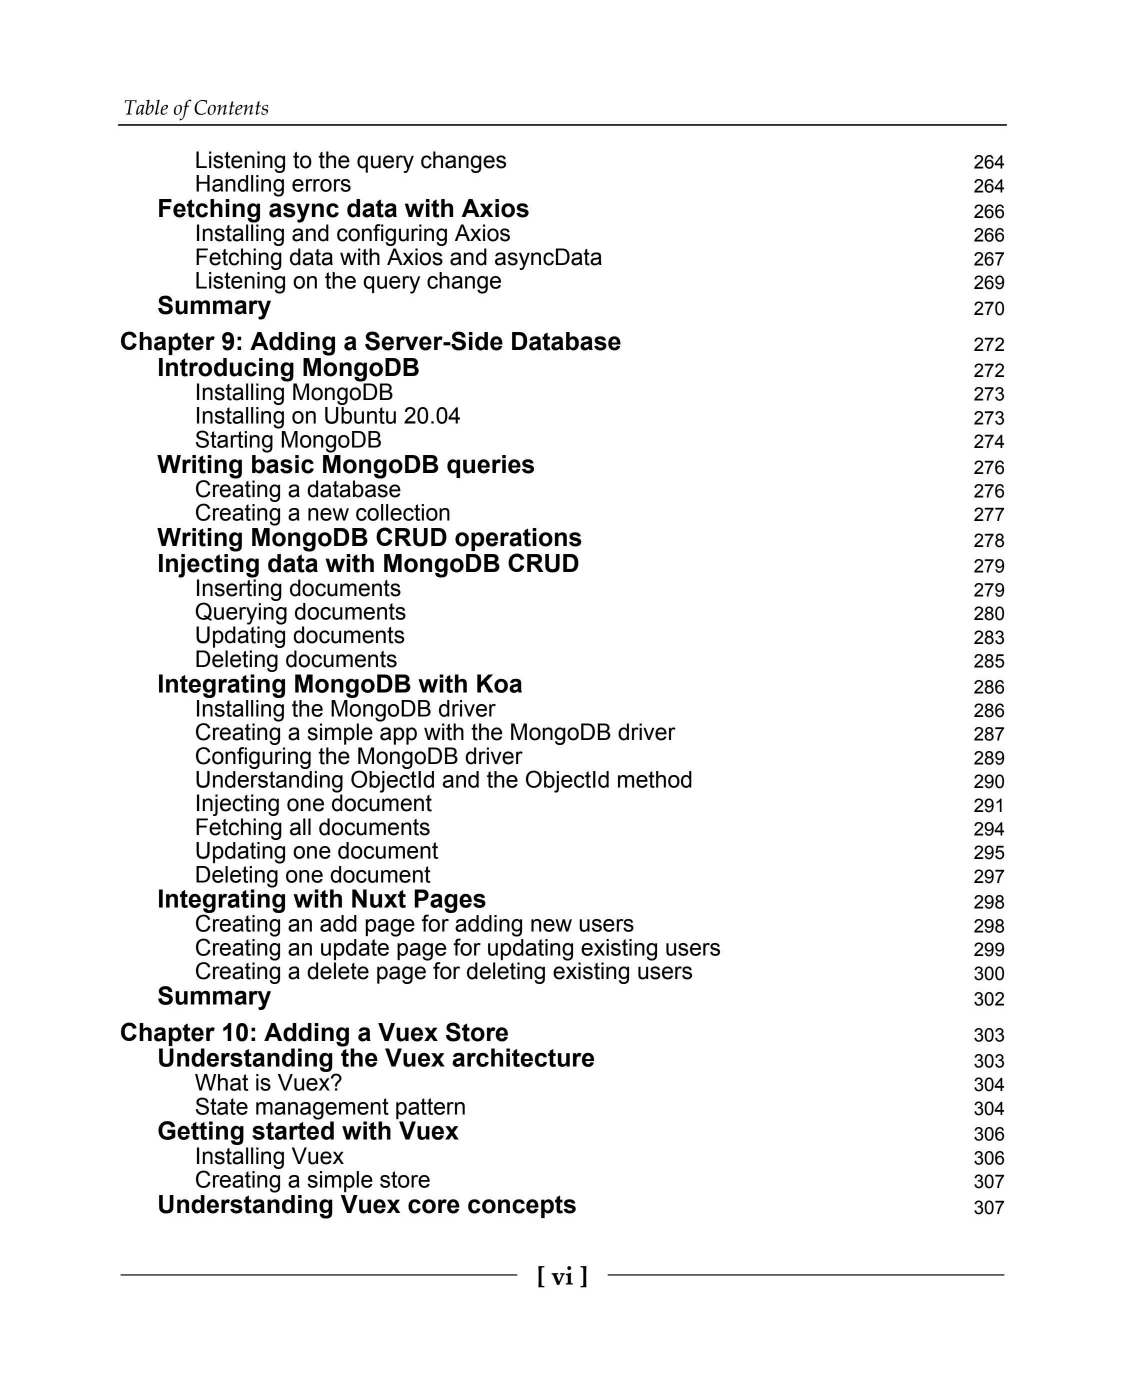 Table of Contents
Listening to the query changes 264
Handling errors 264
Fetching async data with Axios 266
Installing and configuring Axios 266
Fetching data with Axios and asyncData 267
Listening on the query change 269
Summary 270
Chapter 9: Adding a Server-Side Database 272
Introducing MongoDB 272
Installing MongoDB 273
Installing on Ubuntu 20.04 273
Starting MongoDB 274
Writing basic MongoDB queries 276
Creating a database 276
Creating a new collection 277
Writing MongoDB CRUD operations 278
Injecting data with MongoDB CRUD 279
Inserting documents 279
Querying documents 280
Updating documents 283
Deleting documents 285
Integrating MongoDB with Koa 286
Installing the MongoDB driver 286
Creating a simple app with the MongoDB driver 287
Configuring the MongoDB driver 289
Understanding ObjectId and the ObjectId method 290
Injecting one document 291
Fetching all documents 294
Updating one document 295
Deleting one document 297
Integrating with Nuxt Pages 298
Creating an add page for adding new users 298
Creating an update page for updating existing users 299
Creating a delete page for deleting existing users 300
Summary 302
Chapter 10: Adding a Vuex Store 303
Understanding the Vuex architecture 303
What is Vuex? 304
State management pattern 304
Getting started with Vuex 306
Installing Vuex 306
Creating a simple store 307
Understanding Vuex core concepts 307
[ vi ]